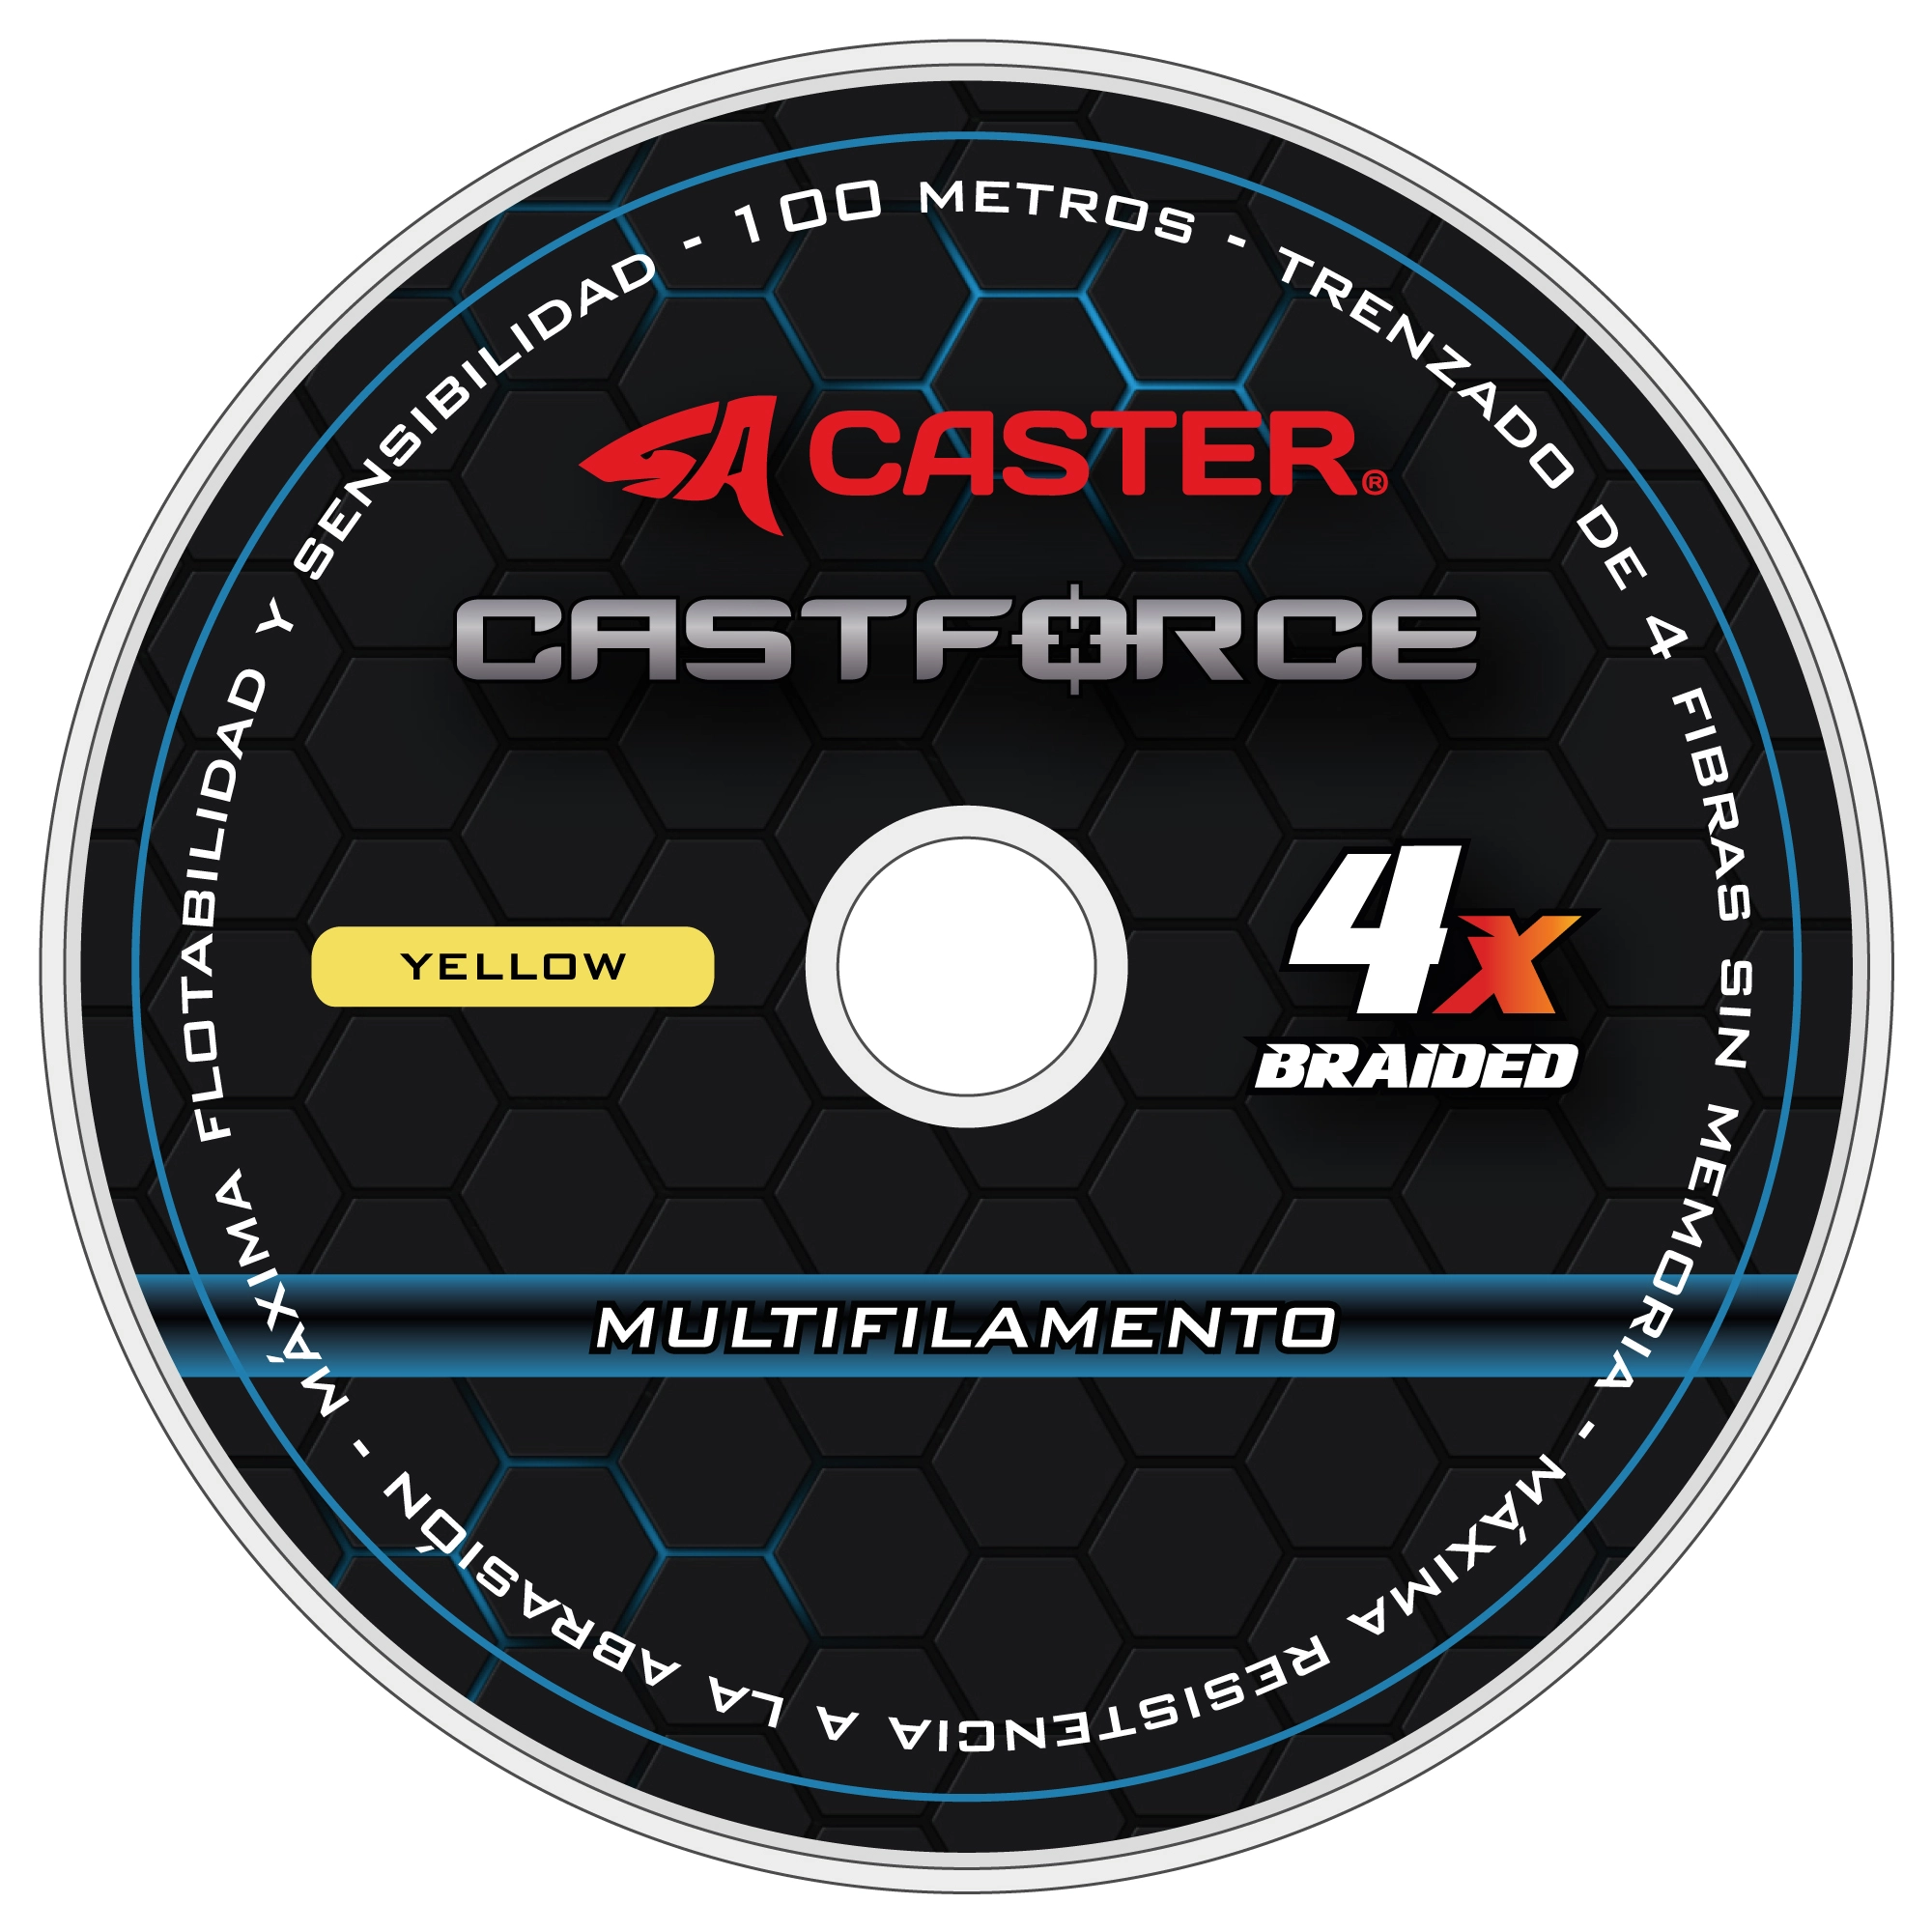 100 METROS - TRENZADO DE 4 FIBRAS SIN MEMORIA - MÁXIMA RESISTENCIA A LA ABRASIÓN - MÁXIMA FLOTABILIDAD Y SENSIBILIDAD -
CASTER®
CASTFORCE
YELLOW
4X
BRAIDED
MULTIFILAMENTO